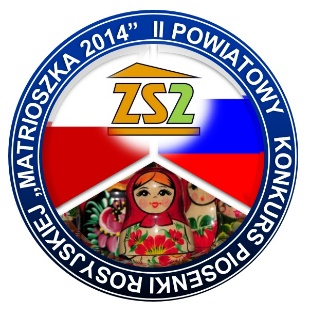 II POWIATOWY KONKURS PIOSENKI ROSYJSKIEJ „MATRIOSZKA 2014”
ZS2